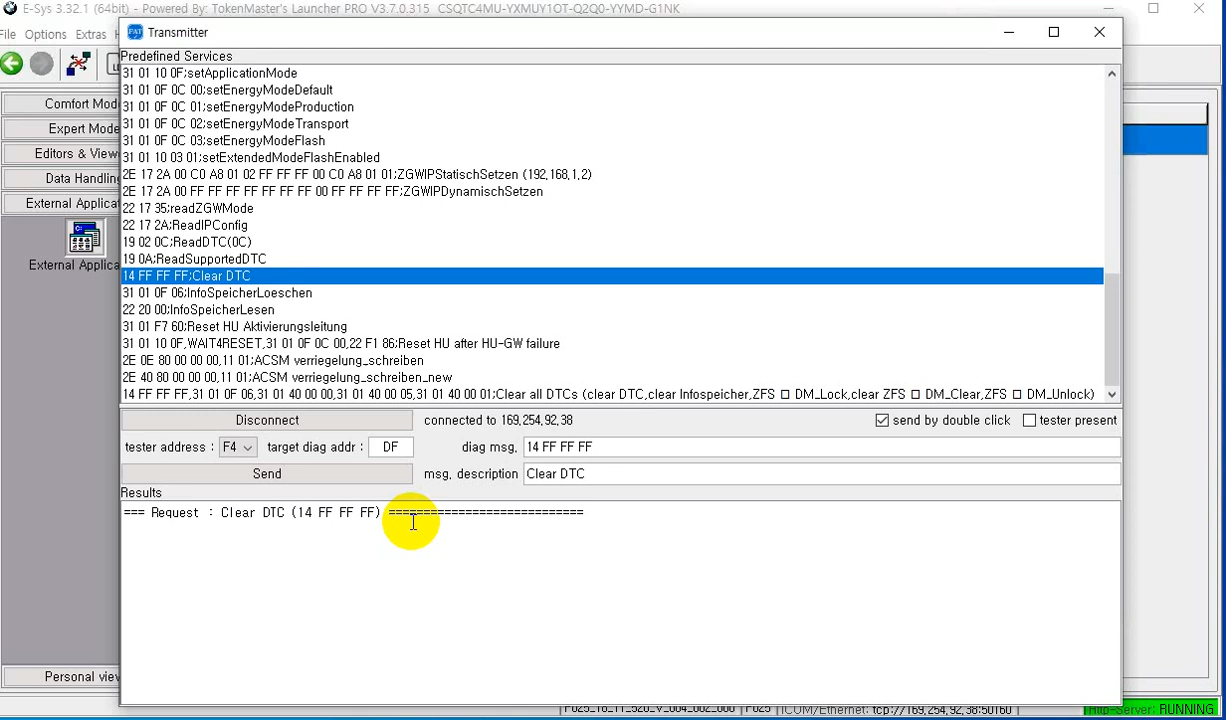 E-Sys 3.32.1 (64bit) - Powered By: TokenMaster's Launcher PRO V3.7.0.315 CSQTC4MU-YXMUY1OT-Q2Q0-YYMD-G1NK
File Options Extras
Transmitter
Predefined Services
31 01 10 0F;setApplicationMode
31 01 0F 0C 00;setEnergyModeDefault
31 01 0F 0C 01;setEnergyModeProduction
31 01 0F 0C 02;setEnergyModeTransport
31 01 0F 0C 03;setEnergyModeFlash
31 01 10 03 01;setExtendedModeFlashEnabled
2E 17 2A 00 C0 A8 01 02 FF FF FF 00 C0 A8 01 01;ZGWIPStatischSetzen (192,168,1,2)
2E 17 2A 00 FF FF FF FF FF FF FF 00 FF FF FF FF;ZGWIPDynamischSetzen
22 17 35;readZGWMode
22 17 2A;ReadIPConfig
19 02 0C;ReadDTC(0C)
19 0A;ReadSupportedDTC
14 FF FF FF;Clear DTC
31 01 0F 06;InfoSpeicherLoeschen
22 20 00;InfoSpeicherLesen
31 01 F7 60;Reset HU Aktivierungsleitung
31 01 10 0F,WAIT4RESET,31 01 0F 0C 00,22 F1 86;Reset HU after HU-GW failure
2E 0E 80 00 00 00,11 01;ACSM verriegelung_schreiben
2E 40 80 00 00 00,11 01;ACSM verriegelung_schreiben_new
14 FF FF FF,31 01 0F 06,31 01 40 00 00,31 01 40 00 05,31 01 40 00 01;Clear all DTCs (clear DTC,clear Infospeicher,ZFS □ DM_Lock,clear ZFS □ DM_Clear,ZFS □ DM_Unlock)
Comfort Mod
Expert Mode
Editors & View
Data Handlin
External Applicat
External Applica
Personal view
Disconnect
connected to 169,254,92,38
send by double click
tester present
tester address : F4
target diag addr : DF
diag msg, 14 FF FF FF
Send
msg, description Clear DTC
Results
=== Request : Clear DTC (14 FF FF FF) ============================
F025 ICOM/Ethernet: tcp://169,254,92,38:50160
Http-Server: RUNNING